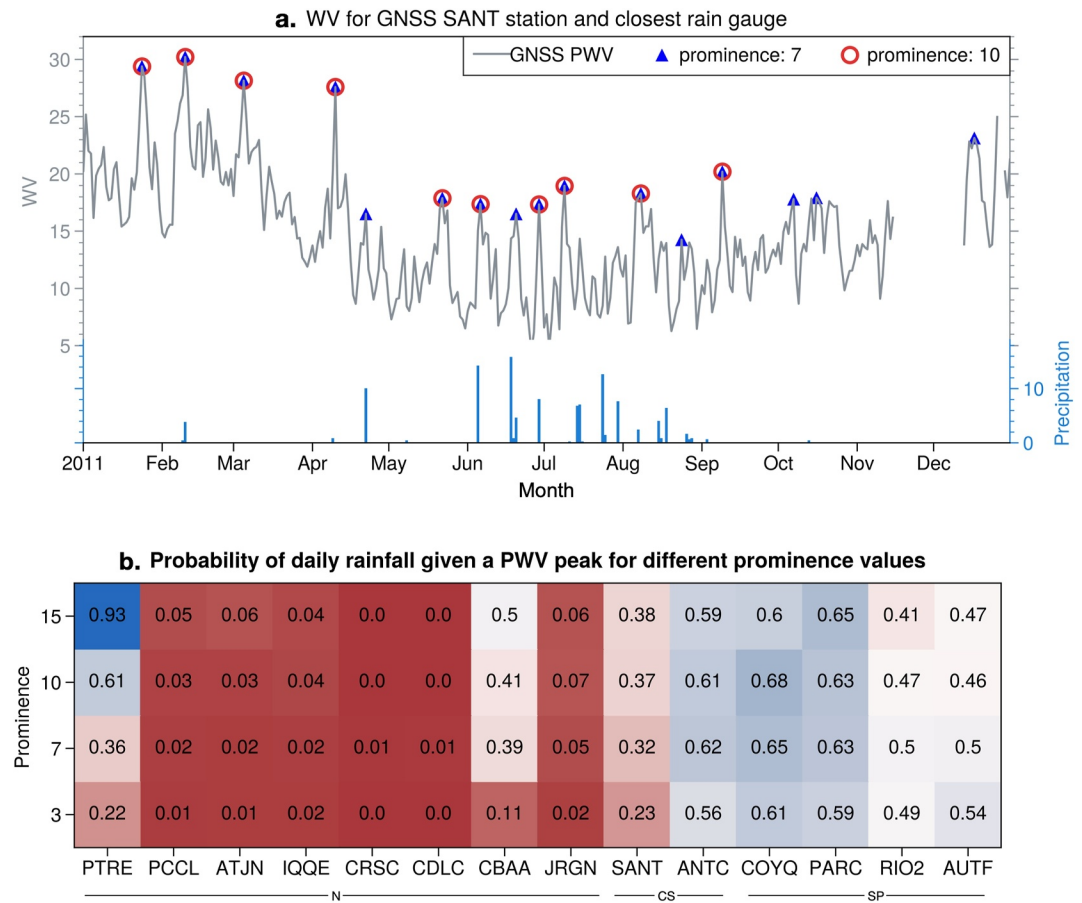 a. WV for GNSS SANT station and closest rain gauge
GNSS PWV prominence: 7 prominence: 10
30
25
20
15
10
5
WV
10
0
Precipitation
2011 Feb Mar Apr May Jun Jul Aug Sep Oct Nov Dec
Month
b. Probability of daily rainfall given a PWV peak for different prominence values
Prominence
15 0.93 0.05 0.06 0.04 0.0 0.0 0.5 0.06 0.38 0.59 0.6 0.65 0.41 0.47
10 0.61 0.03 0.03 0.04 0.0 0.0 0.41 0.07 0.37 0.61 0.68 0.63 0.47 0.46
7 0.36 0.02 0.02 0.02 0.01 0.01 0.39 0.05 0.32 0.62 0.65 0.63 0.5 0.5
3 0.22 0.01 0.01 0.02 0.0 0.0 0.11 0.02 0.23 0.56 0.61 0.59 0.49 0.54
PTRE PCCL ATJN IQQE CRSC CDLC CBAA JRGN SANT ANTC COYQ PARC RIO2 AUTF
N CS SP